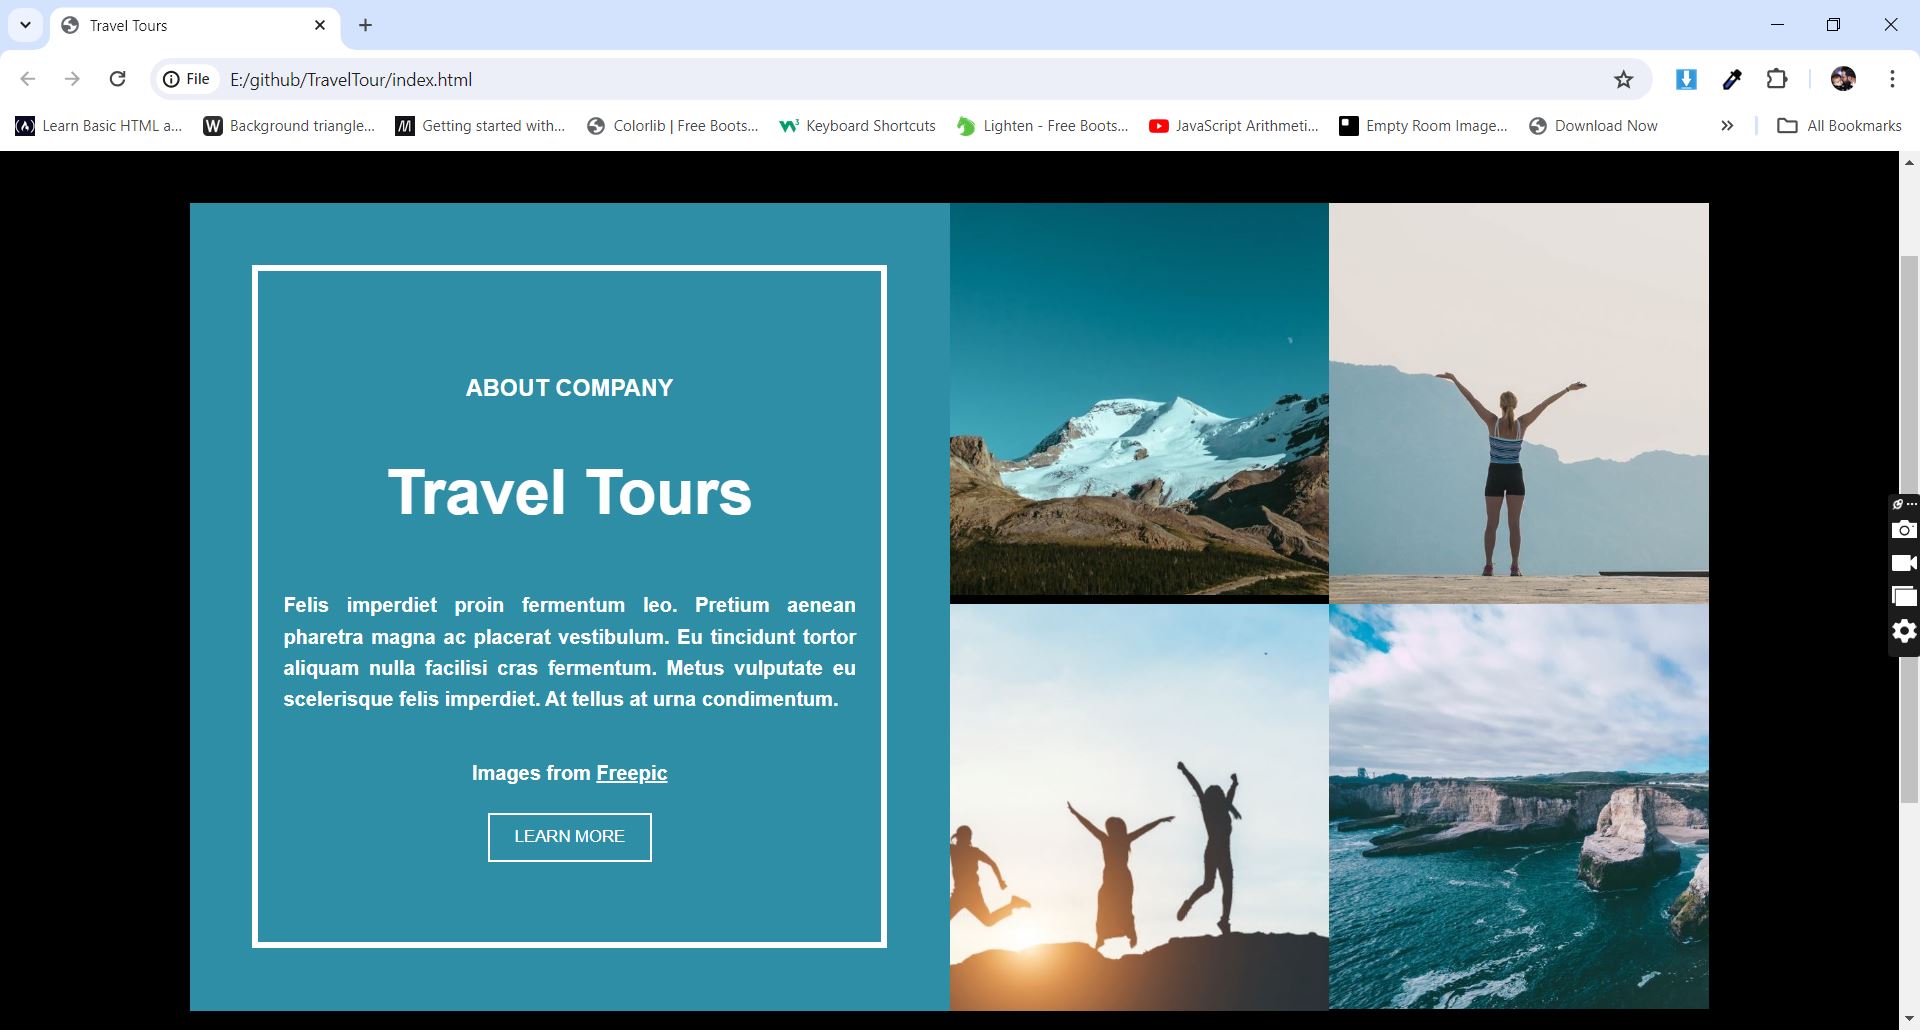 Travel Tours
File
E:/github/TravelTour/index.html
Learn Basic HTML a...
Background triangle...
Getting started with...
Colorlib | Free Boots...
Keyboard Shortcuts
Lighten - Free Boots...
JavaScript Arithmeti...
Empty Room Image...
Download Now
All Bookmarks
ABOUT COMPANY
Travel Tours
Felis imperdiet proin fermentum leo. Pretium aenean
pharetra magna ac placerat vestibulum. Eu tincidunt tortor
aliquam nulla facilisi cras fermentum. Metus vulputate eu
scelerisque felis imperdiet. At tellus at urna condimentum.
Images from Freepic
LEARN MORE